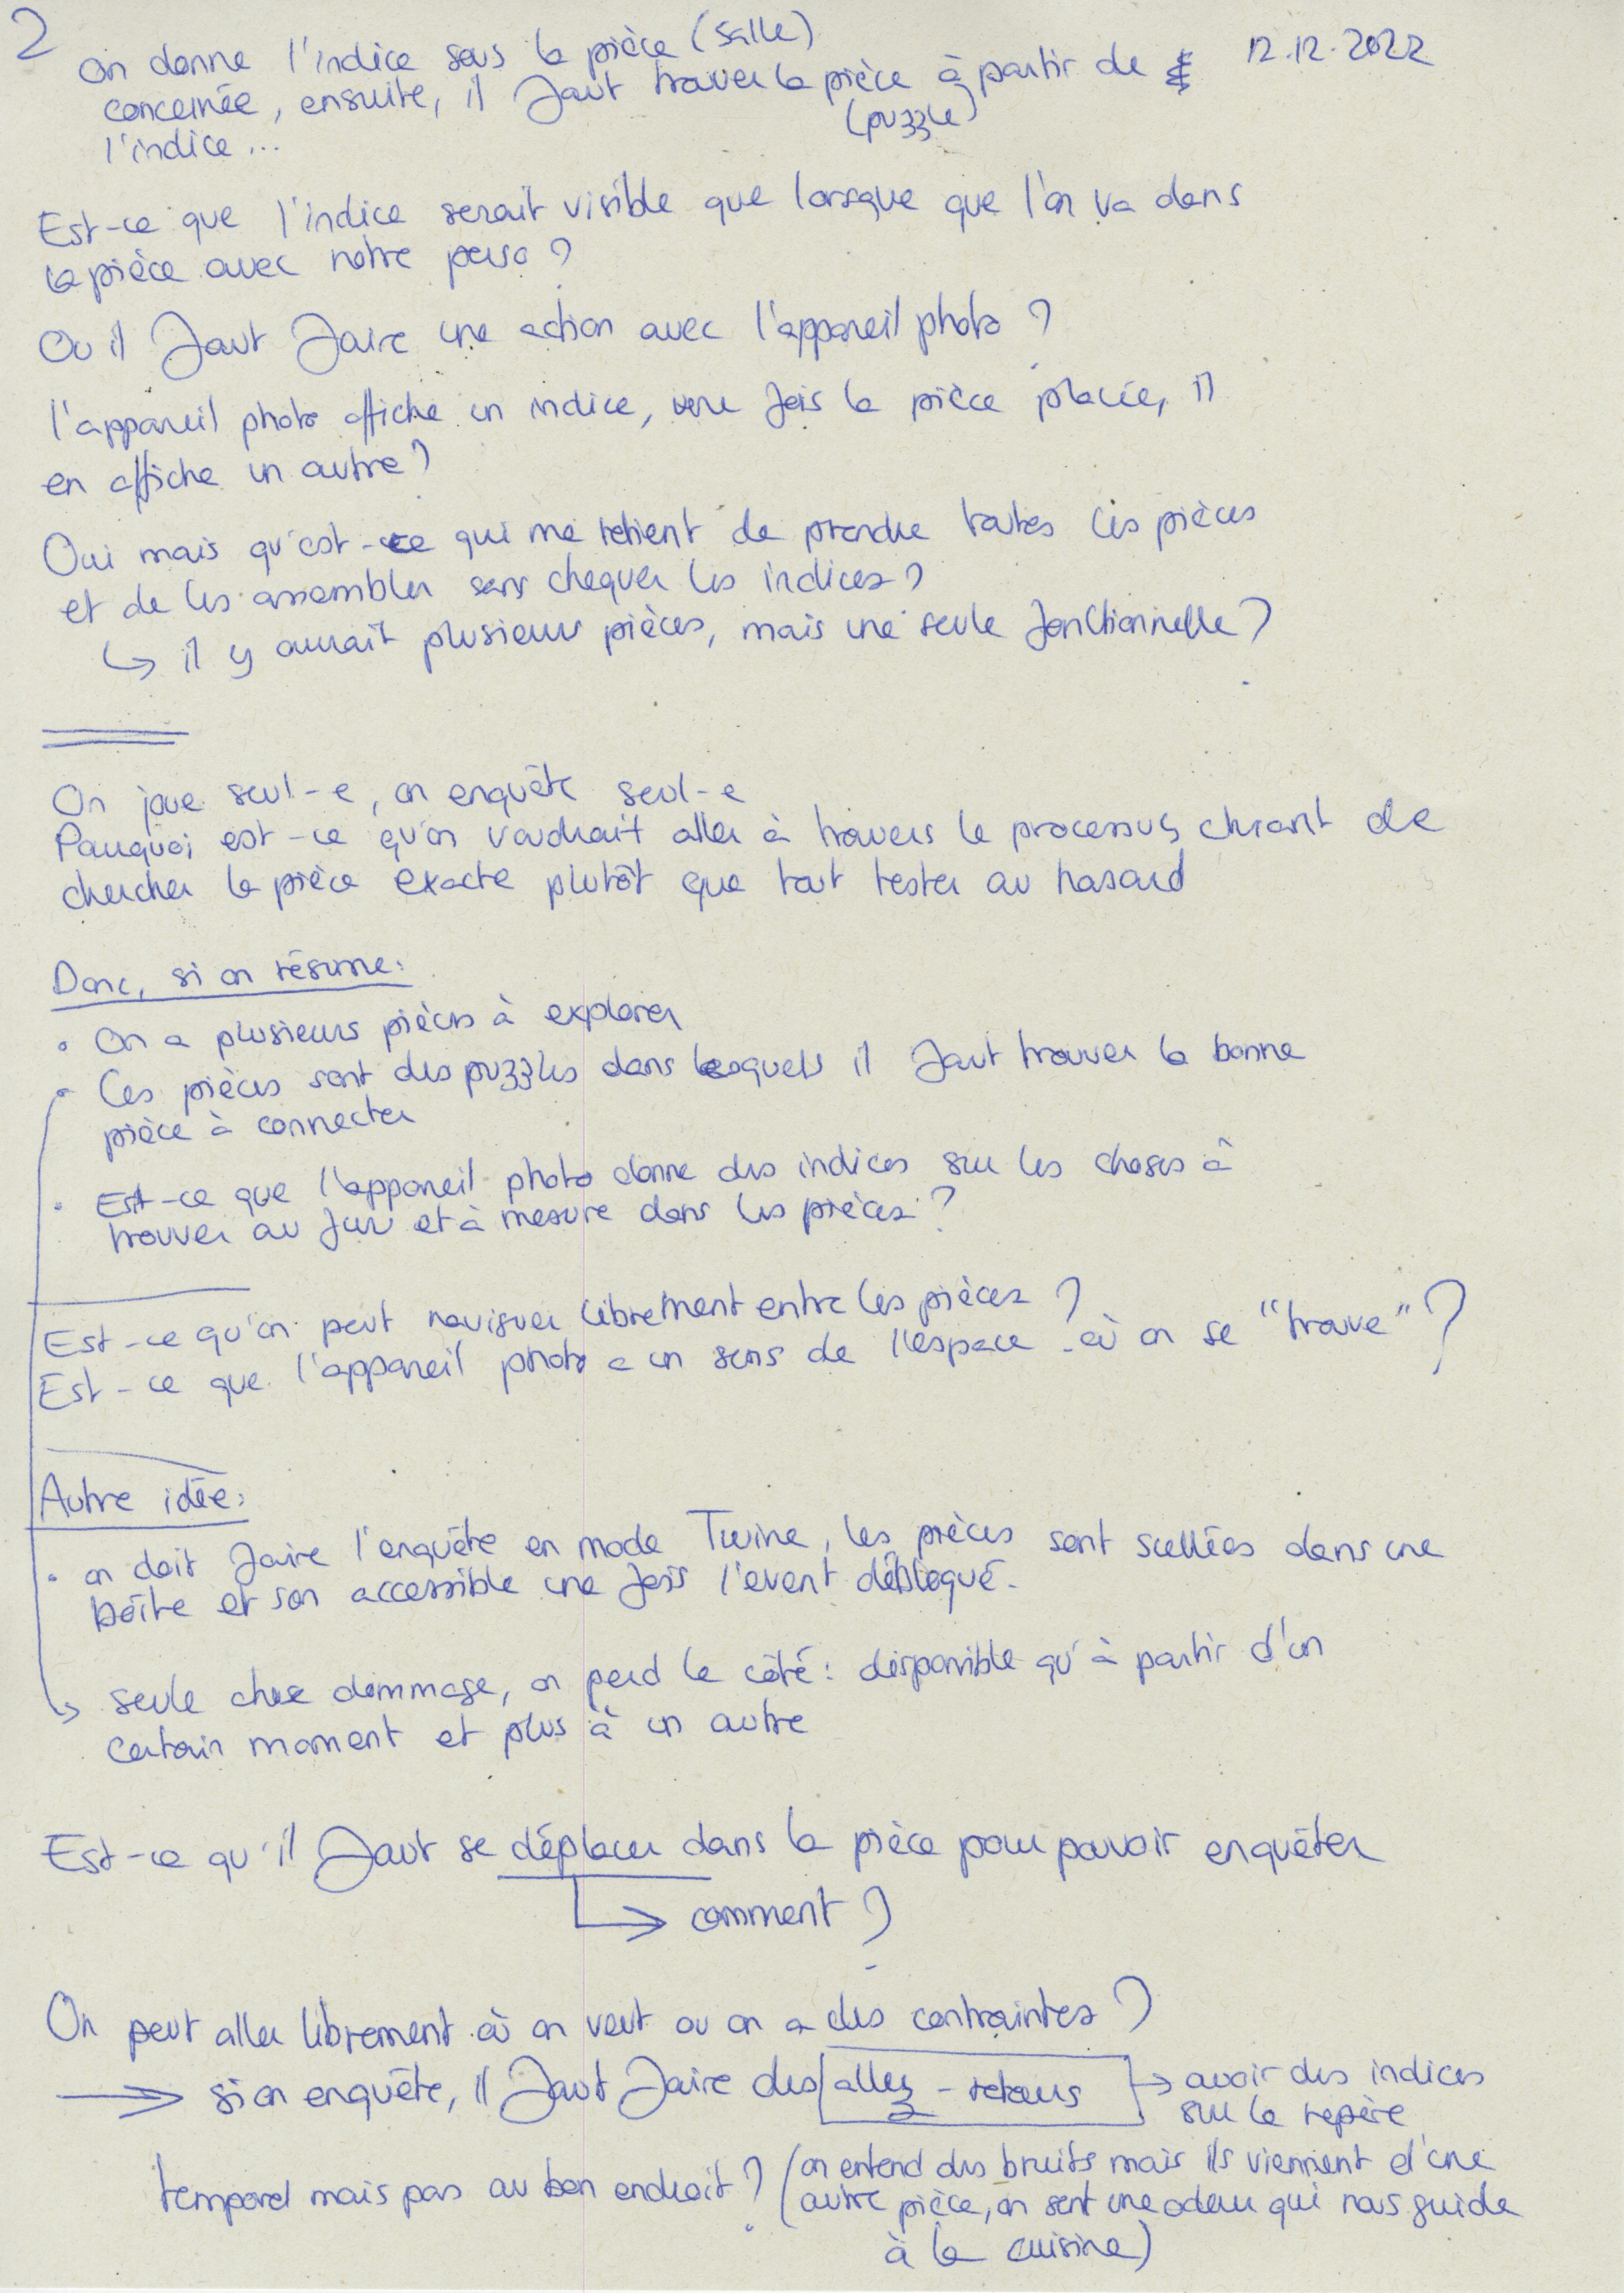 2
12.12.2022
On donne l'indice sous la pièce (salle)
concernée, ensuite, il faut trouver la pièce à partir de
(puzzle)
l'indice...
Est-ce que l'indice serait visible que lorsque que l'on va dans
la pièce avec notre perso ?
Ou il faut faire une action avec l'appareil photo ?
l'appareil photo affiche un indice, une fois la pièce placée, il
en affiche un autre ?
Oui mais qu'est-ce qui me retient de prendre toutes les pièces
et de les assembler sans chequer les indices ?
↳ il y aurait plusieurs pièces, mais une seule fonctionnelle ?
On joue seul-e, on enquête seul-e
Pourquoi est-ce qu'on voudrait aller à travers le processus chiant de
chercher la pièce exacte plutôt que tout tester au hasard
Donc, si on résume:
• On a plusieurs pièces à explorer
• Ces pièces sont des puzzles dans lesquels il faut trouver la bonne
pièce à connecter
• Est-ce que l'appareil photo donne des indices sur les choses à
trouver au fur et à mesure dans les pièces ?
Est-ce qu'on peut naviguer librement entre les pièces ?
Est-ce que l'appareil photo a un sens de l'espace où on se "trouve" ?
Autre idée:
• on doit faire l'enquête en mode Twine, les pièces sont scellées dans une
boîte et son accessible une fois l'event débloqué.
↳ seule chose dommage, on perd le côté : disponible qu'à partir d'un
certain moment et plus à un autre
Est-ce qu'il faut se déplacer dans la pièce pour pouvoir enquêter
↳ comment ?
On peut aller librement où on veut ou on a des contraintes ?
→ si on enquête, il faut faire des allez-retours → avoir des indices
sur le repère
temporel mais pas au bon endroit ? (on entend des bruits mais ils viennent d'une
autre pièce, on sent une odeur qui nous guide
à la cuisine)